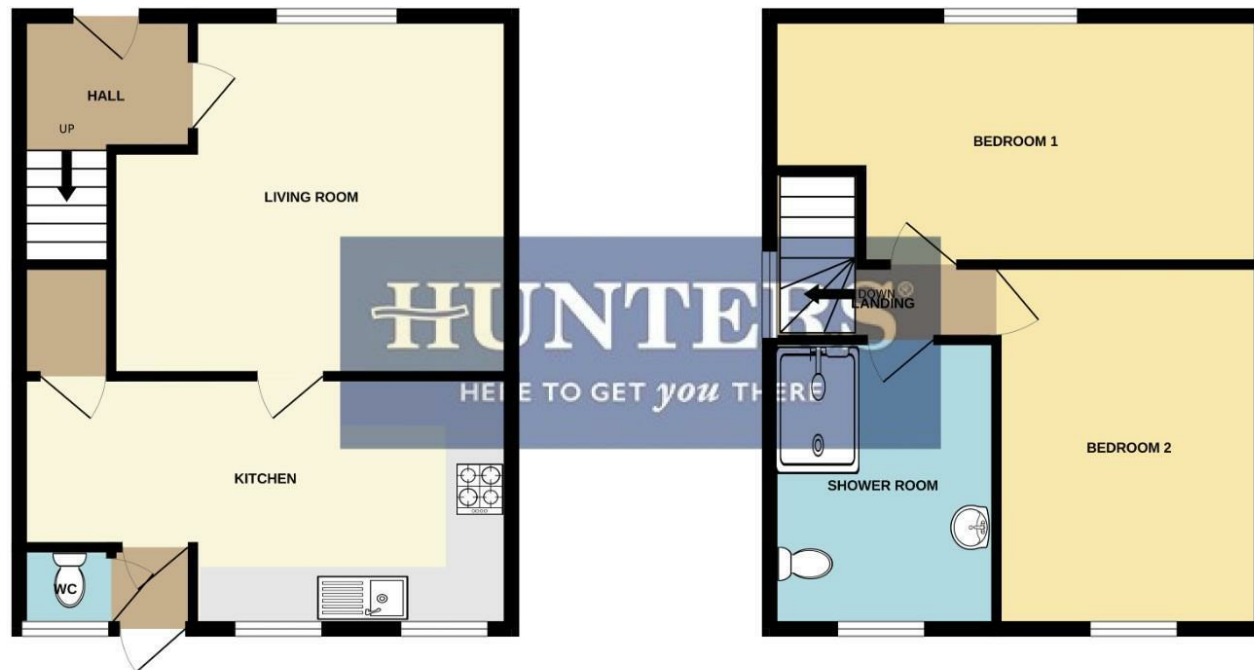 HALL
UP
LIVING ROOM
KITCHEN
WC
BEDROOM 1
DOWN
LANDING
SHOWER ROOM
BEDROOM 2
HUNTERS®
HERE TO GET you THERE